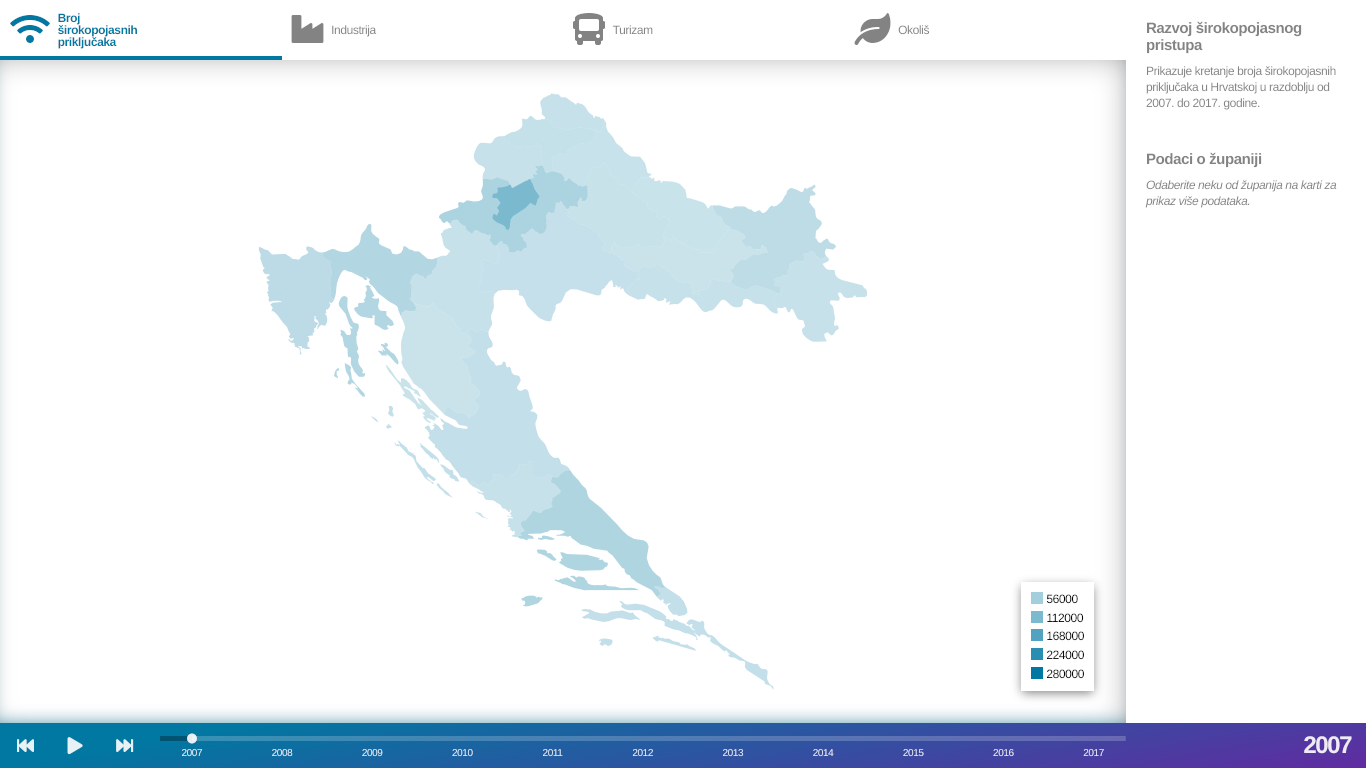 Broj
širokopojasnih
priključaka
Industrija
Turizam
Okoliš
Razvoj širokopojasnog
pristupa
Prikazuje kretanje broja širokopojasnih
priključaka u Hrvatskoj u razdoblju od
2007. do 2017. godine.
Podaci o županiji
Odaberite neku od županija na karti za
prikaz više podataka.
56000
112000
168000
224000
280000
2007
2008
2009
2010
2011
2012
2013
2014
2015
2016
2017
2007